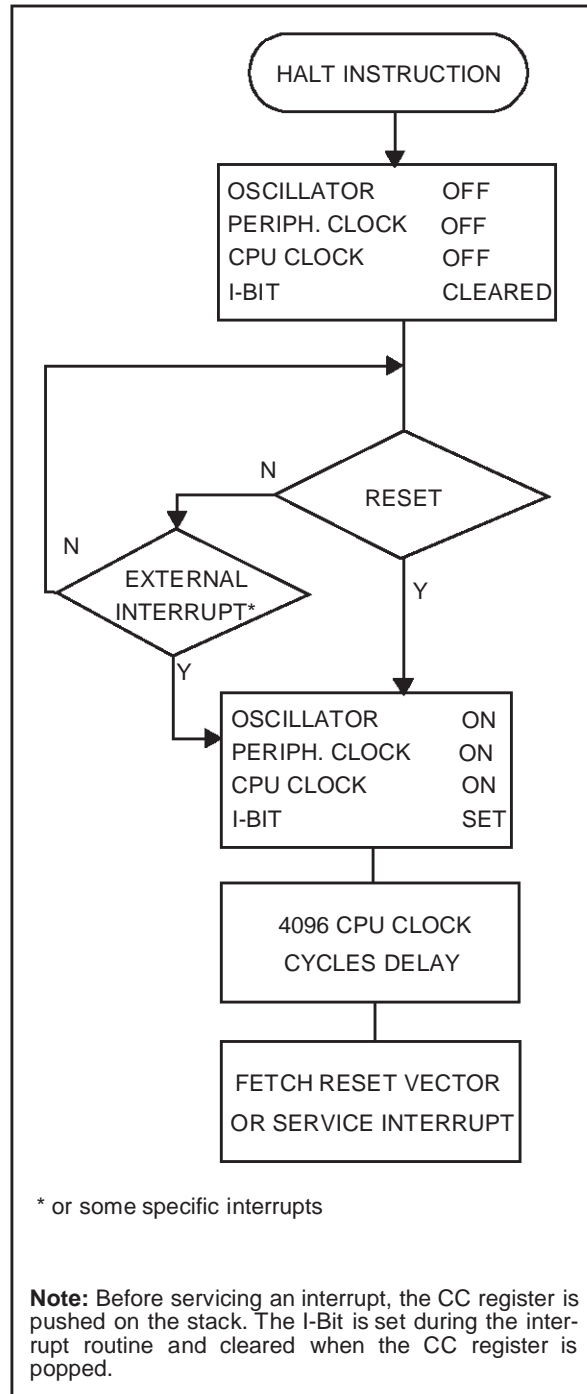 HALT INSTRUCTION
OSCILLATOR OFF
PERIPH. CLOCK OFF
CPU CLOCK OFF
I-BIT CLEARED
N
RESET
N
EXTERNAL
INTERRUPT*
Y
Y
OSCILLATOR ON
PERIPH. CLOCK ON
CPU CLOCK ON
I-BIT SET
4096 CPU CLOCK
CYCLES DELAY
FETCH RESET VECTOR
OR SERVICE INTERRUPT
* or some specific interrupts
Note: Before servicing an interrupt, the CC register is
pushed on the stack. The I-Bit is set during the inter-
rupt routine and cleared when the CC register is
popped.